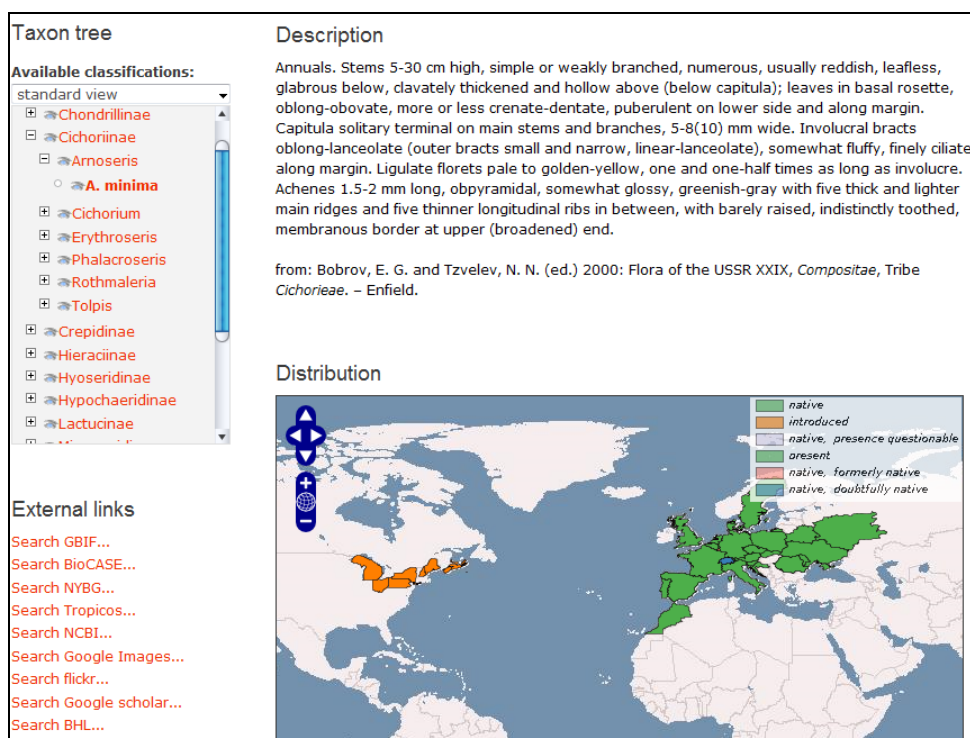 Taxon tree
Available classifications:
standard view
Chondrillinae
Cichoriinae
Arnoseris
A. minima
Cichorium
Erythroseris
Phalacroseris
Rothmaleria
Tolpis
Crepidinae
Hieraciinae
Hyoseridinae
Hypochaeridinae
Lactucinae
External links
Search GBIF...
Search BioCASE...
Search NYBG...
Search Tropicos...
Search NCBI...
Search Google Images...
Search flickr...
Search Google scholar...
Search BHL...
Description
Annuals. Stems 5-30 cm high, simple or weakly branched, numerous, usually reddish, leafless,
glabrous below, clavately thickened and hollow above (below capitula); leaves in basal rosette,
oblong-obovate, more or less crenate-dentate, puberulent on lower side and along margin.
Capitula solitary terminal on main stems and branches, 5-8(10) mm wide. Involucral bracts
oblong-lanceolate (outer bracts small and narrow, linear-lanceolate), somewhat fluffy, finely ciliate
along margin. Ligulate florets pale to golden-yellow, one and one-half times as long as involucre.
Achenes 1.5-2 mm long, obpyramidal, somewhat glossy, greenish-gray with five thick and lighter
main ridges and five thinner longitudinal ribs in between, with barely raised, indistinctly toothed,
membranous border at upper (broadened) end.
from: Bobrov, E. G. and Tzvelev, N. N. (ed.) 2000: Flora of the USSR XXIX, Compositae, Tribe
Cichorieae. – Enfield.
Distribution
native
introduced
native, presence questionable
present
native, formerly native
native, doubtfully native